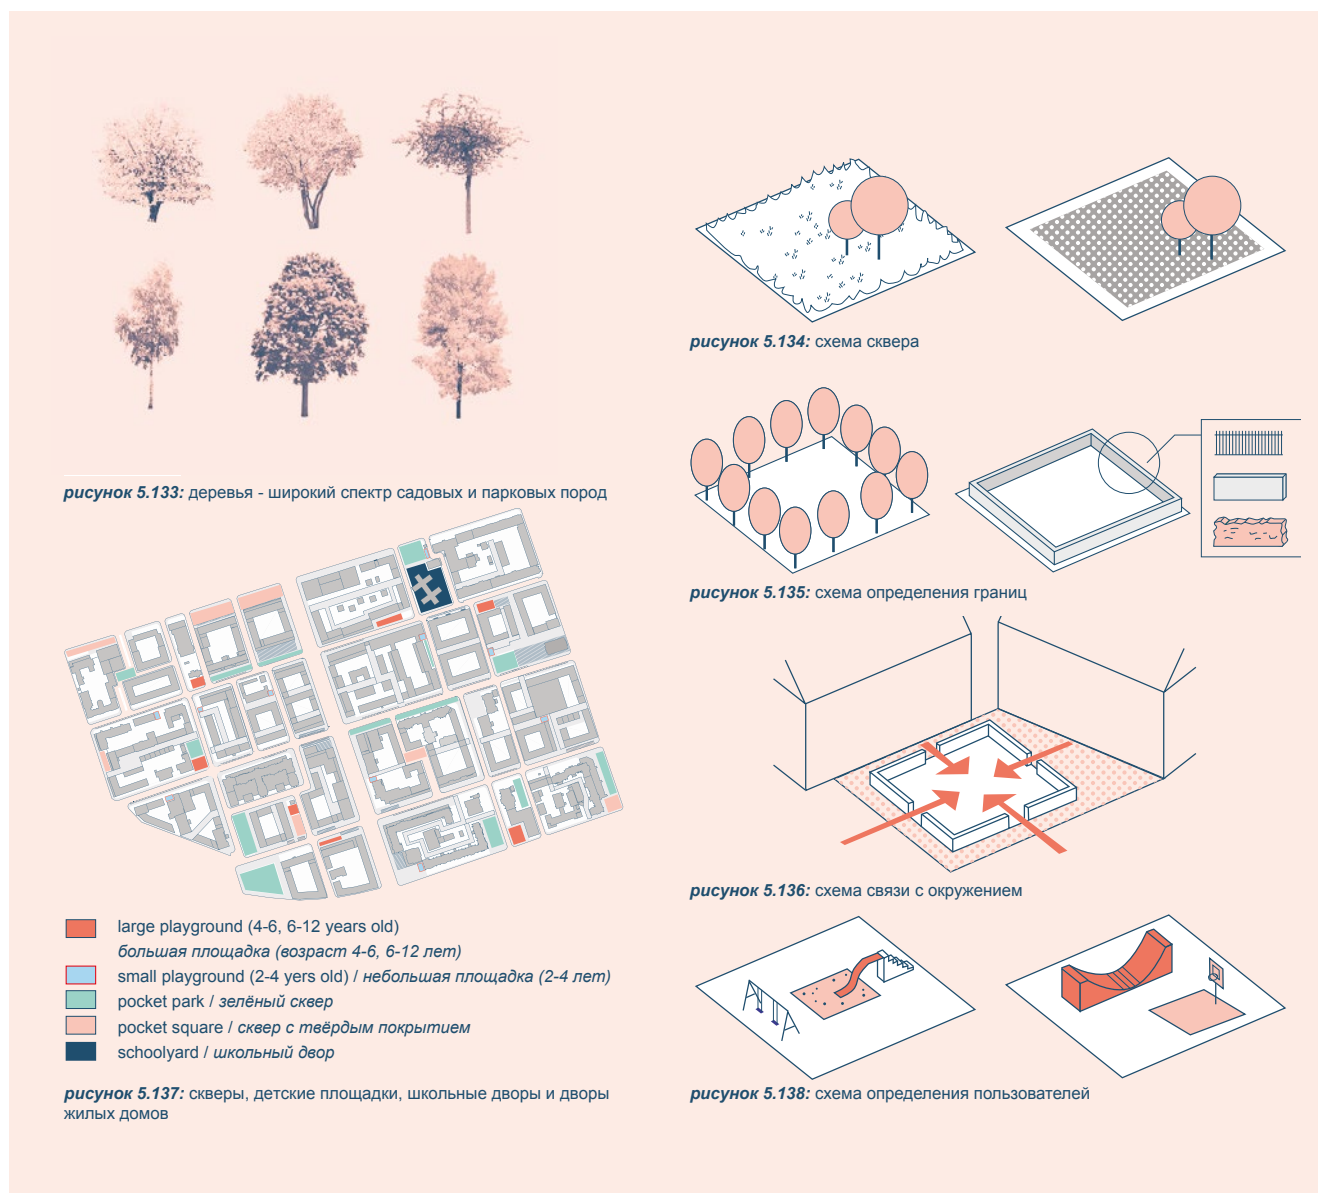 рисунок 5.133: деревья - широкий спектр садовых и парковых пород
large playground (4-6, 6-12 years old)
большая площадка (возраст 4-6, 6-12 лет)
small playground (2-4 yers old) / небольшая площадка (2-4 лет)
pocket park / зелёный сквер
pocket square / сквер с твёрдым покрытием
schoolyard / школьный двор
рисунок 5.137: скверы, детские площадки, школьные дворы и дворы
жилых домов
рисунок 5.134: схема сквера
рисунок 5.135: схема определения границ
рисунок 5.136: схема связи с окружением
рисунок 5.138: схема определения пользователей